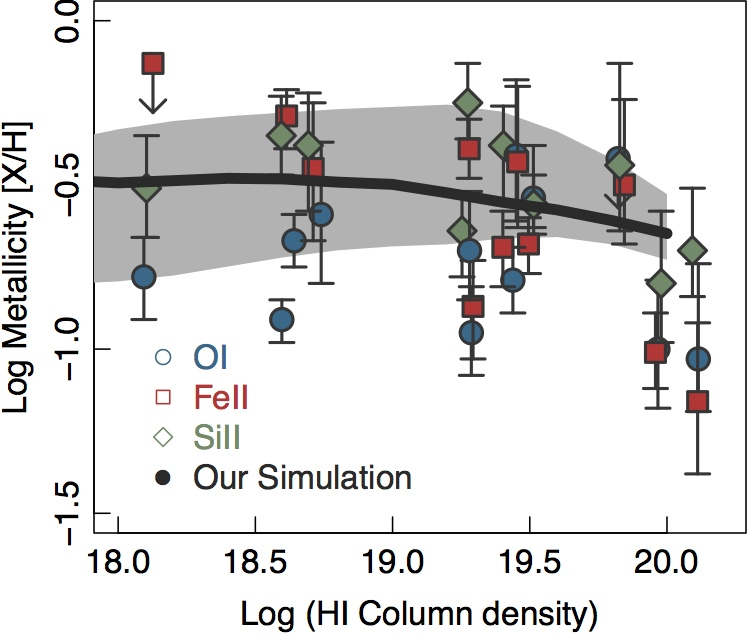 0.0
−0.5
−1.0
−1.5
Log Metallicity [X/H]
OI
FeII
SiII
Our Simulation
18.0 18.5 19.0 19.5 20.0
Log (HI Column density)